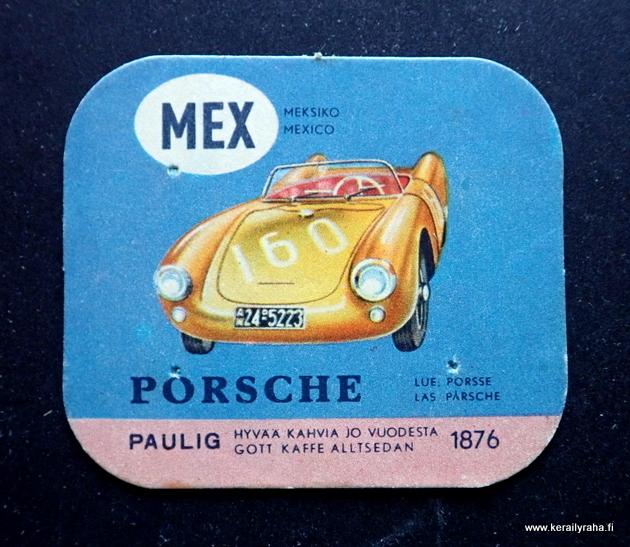 MEX
MEKSIKO
MEXICO
160
24-5223
PORSCHE
LUE: PORSSE
LÄS PÅRSCHE
PAULIG
HYVÄÄ KAHVIA JO VUODESTA
GOTT KAFFE ALLTSEDAN
1876
www.kerailyraha.fi